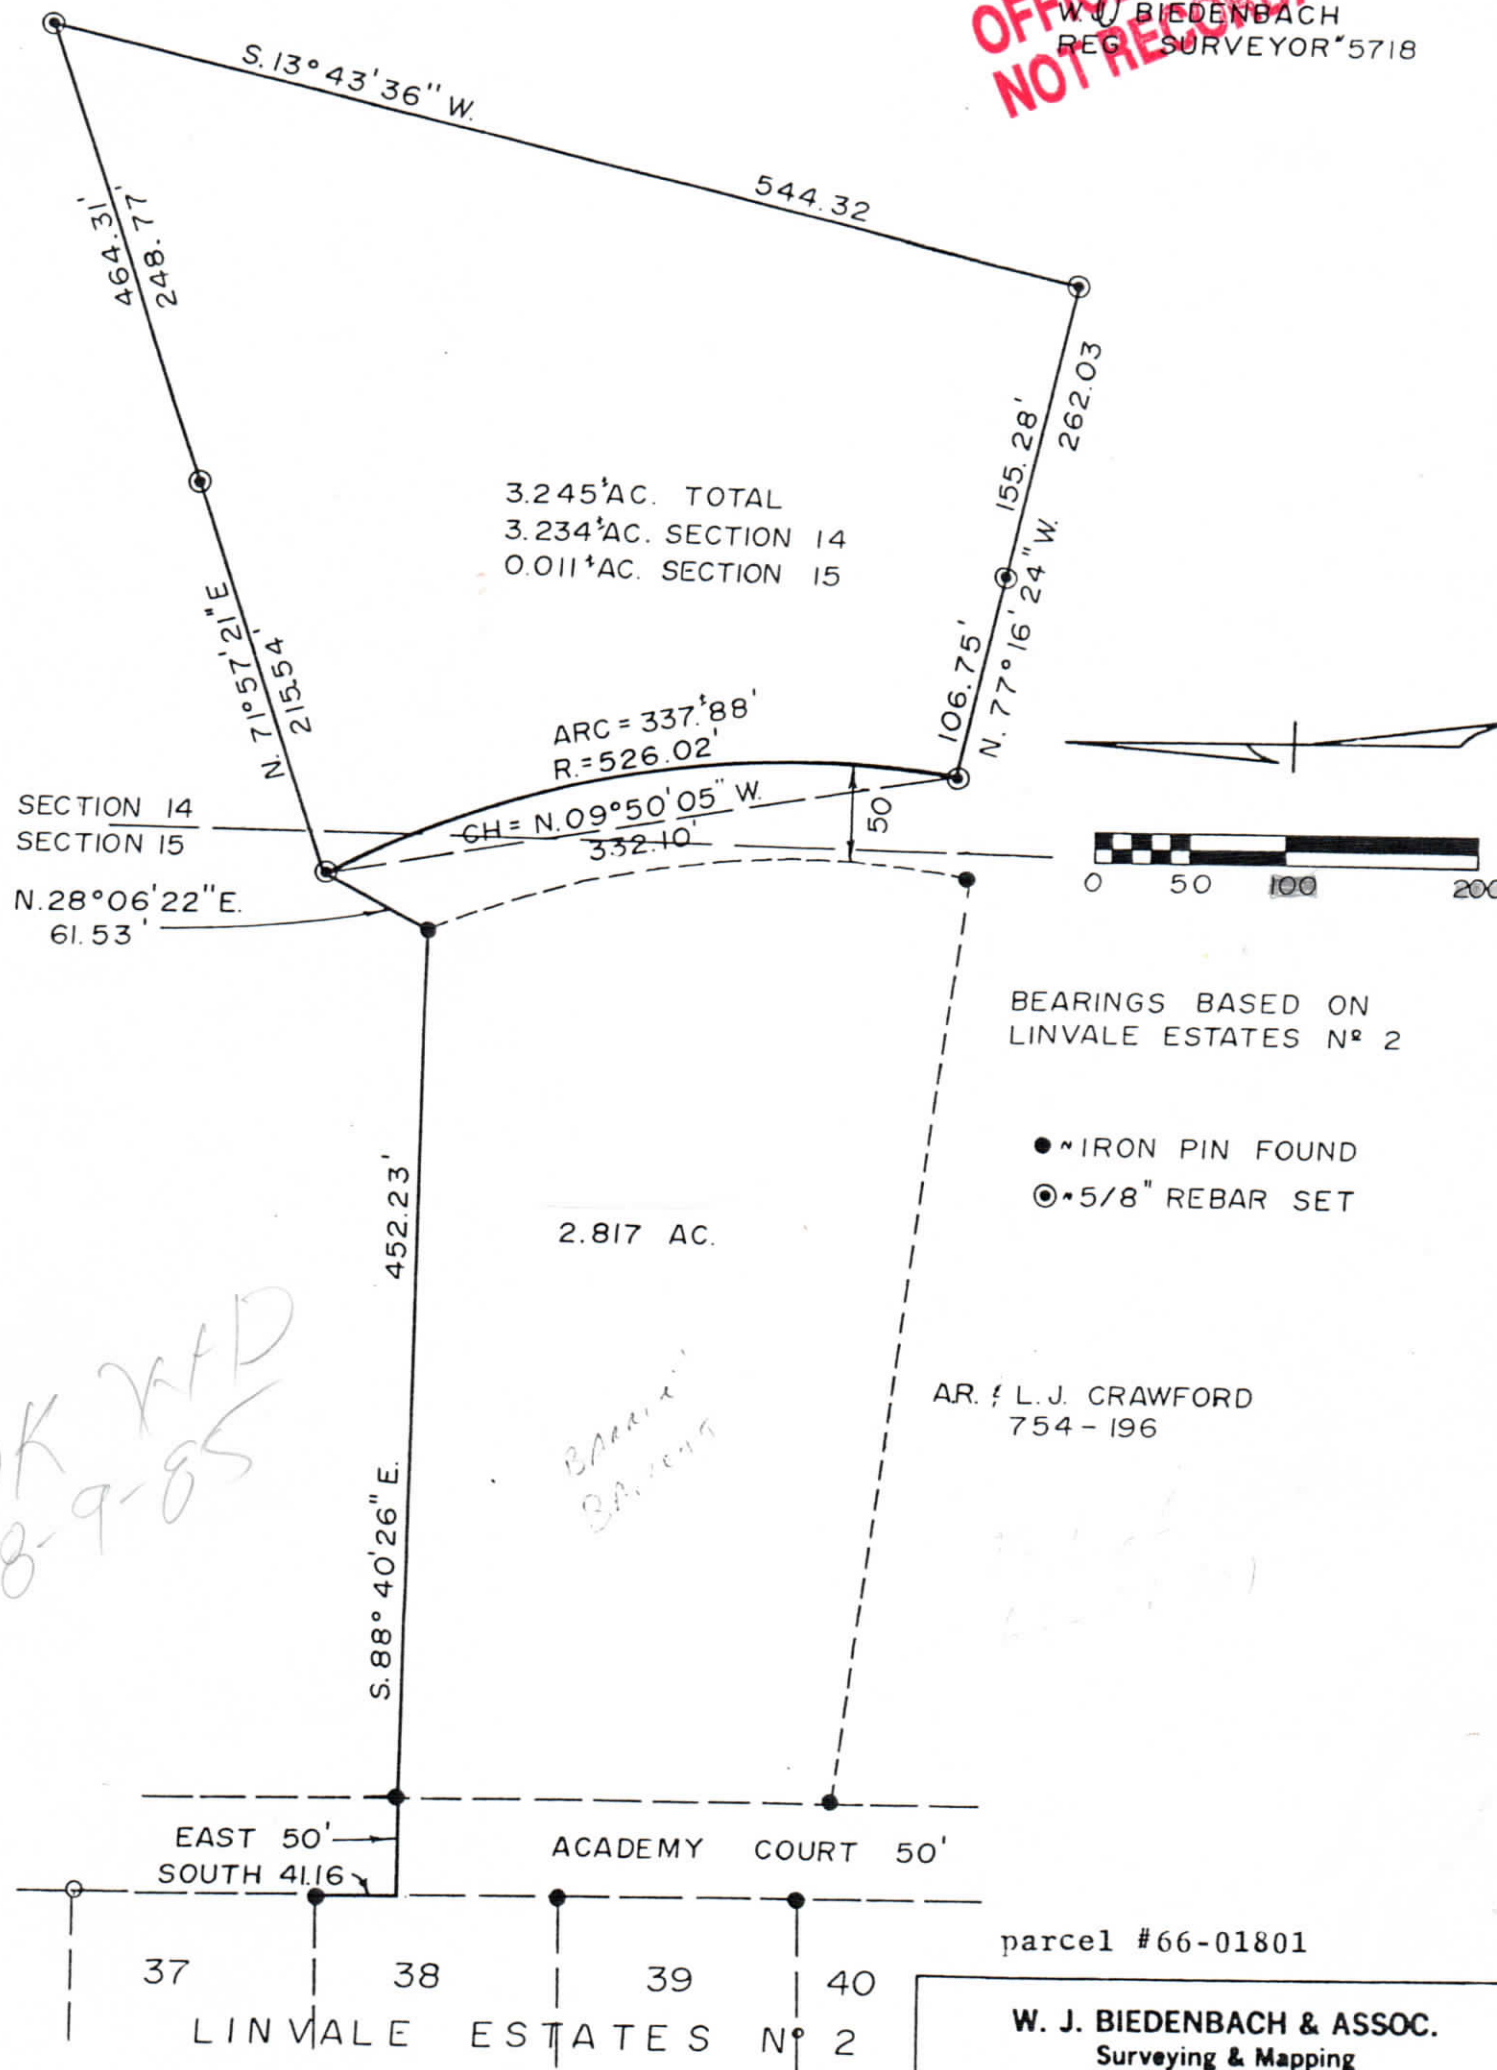 W. J. BIEDENBACH
REG SURVEYOR #5718
NOT
S. 13° 43' 36" W.
544.32
464.31'
248.77'
155.28'
262.03
3.245± AC. TOTAL
3.234± AC. SECTION 14
0.011± AC. SECTION 15
N. 71° 57' 21" E
215.54'
106.75'
N. 77° 16' 24" W.
ARC = 337.±88'
R. = 526.02'
SECTION 14
SECTION 15
CH = N. 09° 50' 05" W.
332.10'
50
N. 28° 06' 22" E.
61.53'
0 50 100 200
BEARINGS BASED ON
LINVALE ESTATES Nº 2
~ IRON PIN FOUND
~ 5/8" REBAR SET
452.23'
2.817 AC.
S. 88° 40' 26" E.
A.R. & L.J. CRAWFORD
754-196
8-9-85
EAST 50'
SOUTH 41.16
ACADEMY COURT 50'
parcel #66-01801
37 38 39 40
LINVALE ESTATES Nº 2
W. J. BIEDENBACH & ASSOC.
Surveying & Mapping